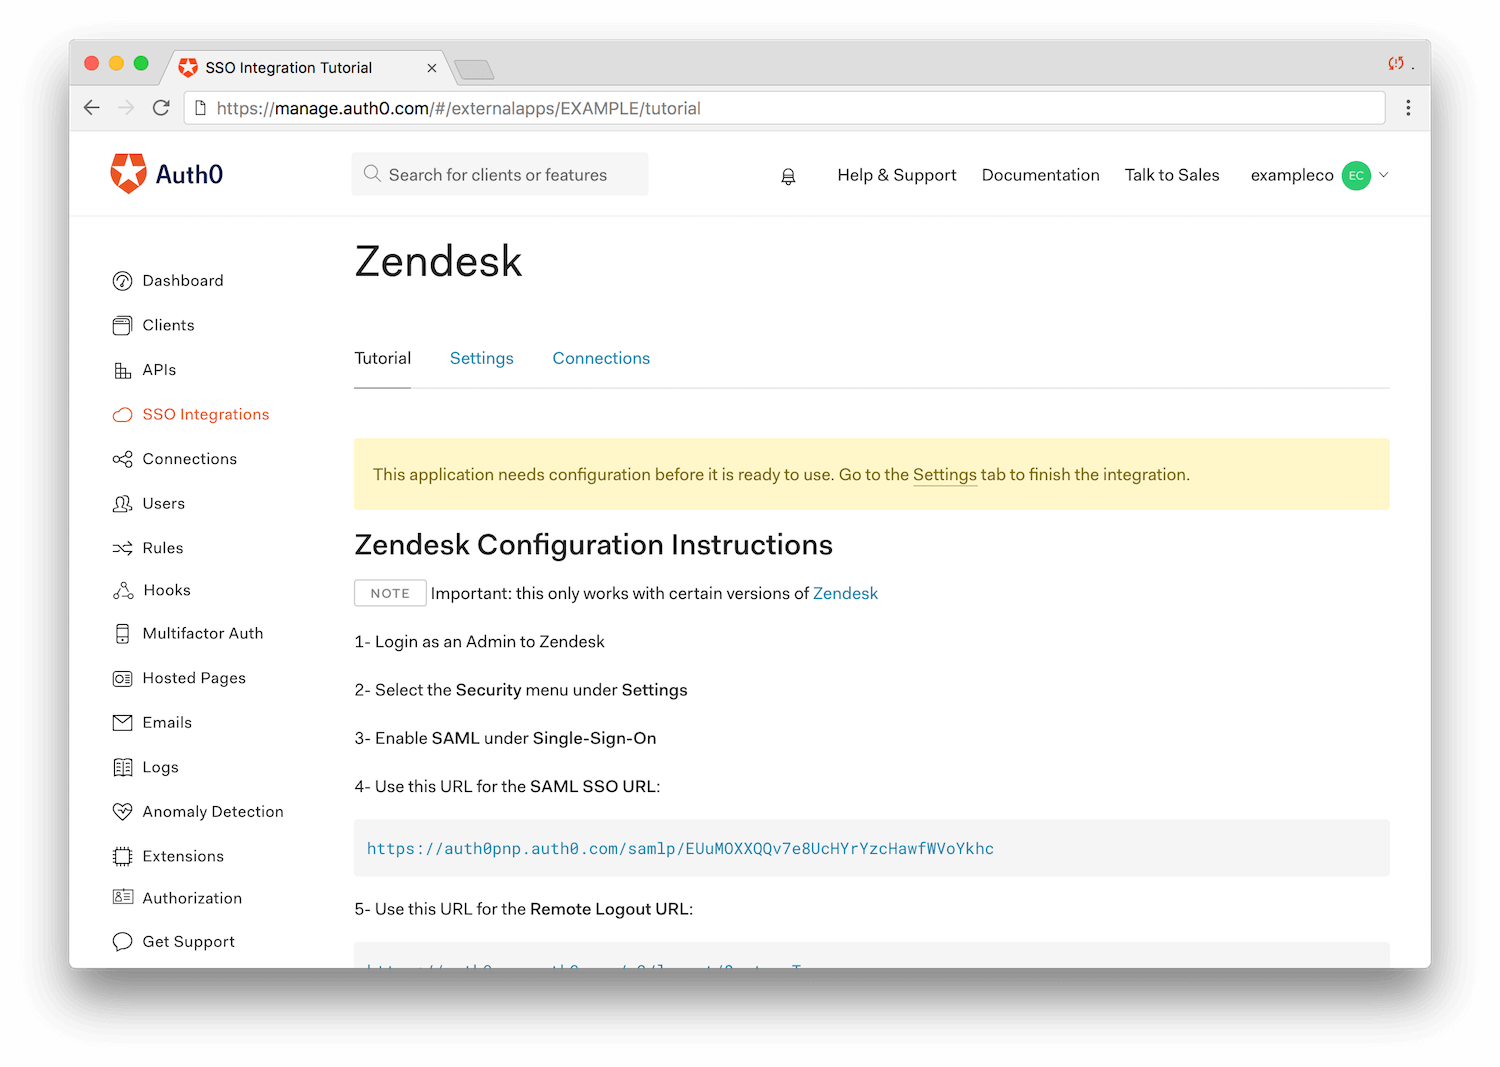 SSO Integration Tutorial
https://manage.auth0.com/#/externalapps/EXAMPLE/tutorial
Auth0
Search for clients or features
Help & Support
Documentation
Talk to Sales
exampleco
EC
Dashboard
Clients
APIs
SSO Integrations
Connections
Users
Rules
Hooks
Multifactor Auth
Hosted Pages
Emails
Logs
Anomaly Detection
Extensions
Authorization
Get Support
Zendesk
Tutorial
Settings
Connections
This application needs configuration before it is ready to use. Go to the Settings tab to finish the integration.
Zendesk Configuration Instructions
NOTE Important: this only works with certain versions of Zendesk
1- Login as an Admin to Zendesk
2- Select the Security menu under Settings
3- Enable SAML under Single-Sign-On
4- Use this URL for the SAML SSO URL:
https://auth0pnp.auth0.com/samlp/EUuMOXXQQv7e8UcHYrYzcHawfWVoYkhc
5- Use this URL for the Remote Logout URL: